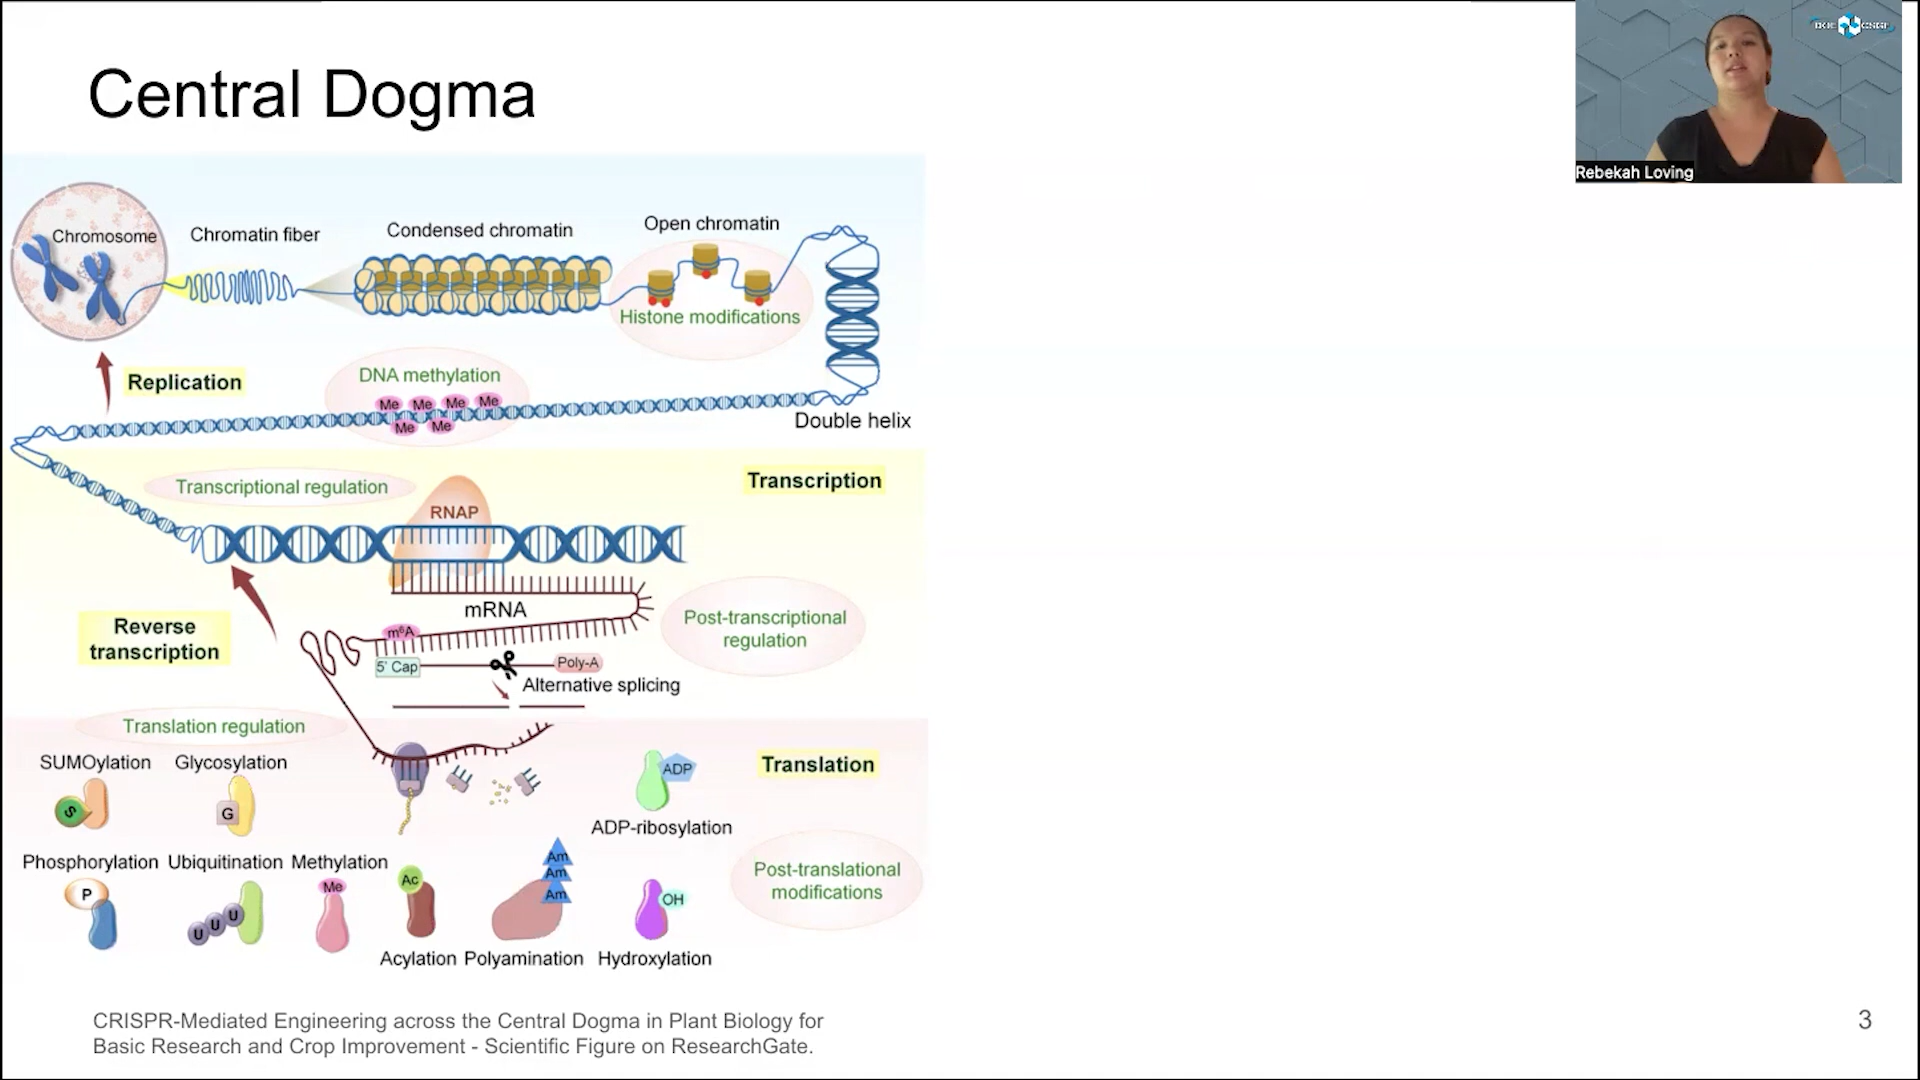 Central Dogma
DOE CSGF
Rebekah Loving
Chromosome
Chromatin fiber
Condensed chromatin
Open chromatin
Histone modifications
Replication
DNA methylation
Me Me Me Me
Me Me
Double helix
Transcriptional regulation
Transcription
RNAP
mRNA
Post-transcriptional
regulation
Reverse
transcription
m⁶A
5' Cap
Poly-A
Alternative splicing
Translation regulation
Translation
SUMOylation
Glycosylation
S
G
ADP
ADP-ribosylation
Phosphorylation
Ubiquitination
Methylation
P
U U U
Me
Ac
Am
Am
Am
OH
Post-translational
modifications
Acylation
Polyamination
Hydroxylation
CRISPR-Mediated Engineering across the Central Dogma in Plant Biology for
Basic Research and Crop Improvement - Scientific Figure on ResearchGate.
3